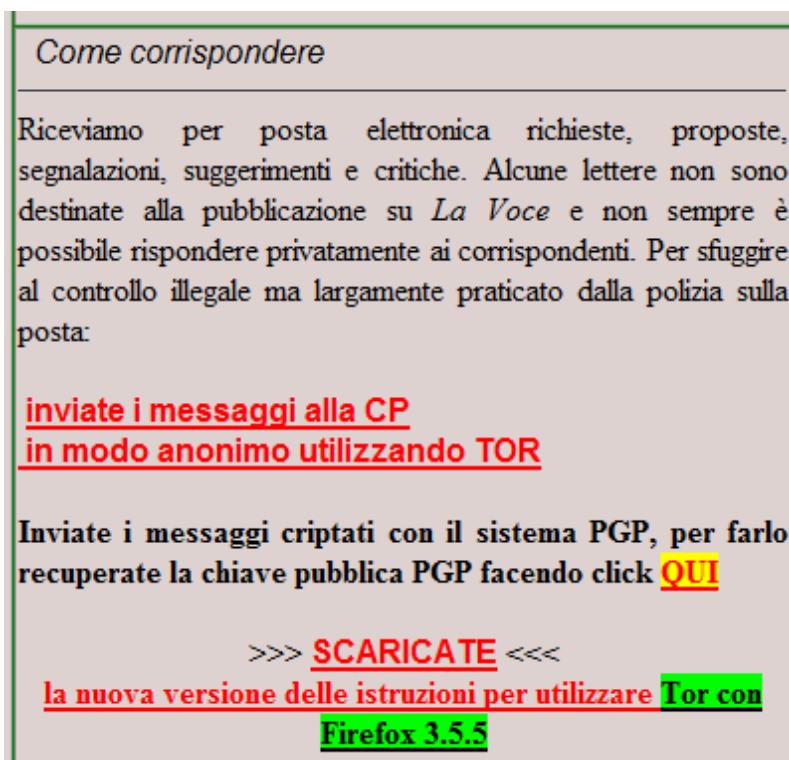 Come corrispondere
Riceviamo per posta elettronica richieste, proposte,
segnalazioni, suggerimenti e critiche. Alcune lettere non sono
destinate alla pubblicazione su La Voce e non sempre è
possibile rispondere privatamente ai corrispondenti. Per sfuggire
al controllo illegale ma largamente praticato dalla polizia sulla
posta:
inviate i messaggi alla CP
in modo anonimo utilizzando TOR
Inviate i messaggi criptati con il sistema PGP, per farlo
recuperate la chiave pubblica PGP facendo click QUI
>>> SCARICATE <<<
la nuova versione delle istruzioni per utilizzare Tor con
Firefox 3.5.5